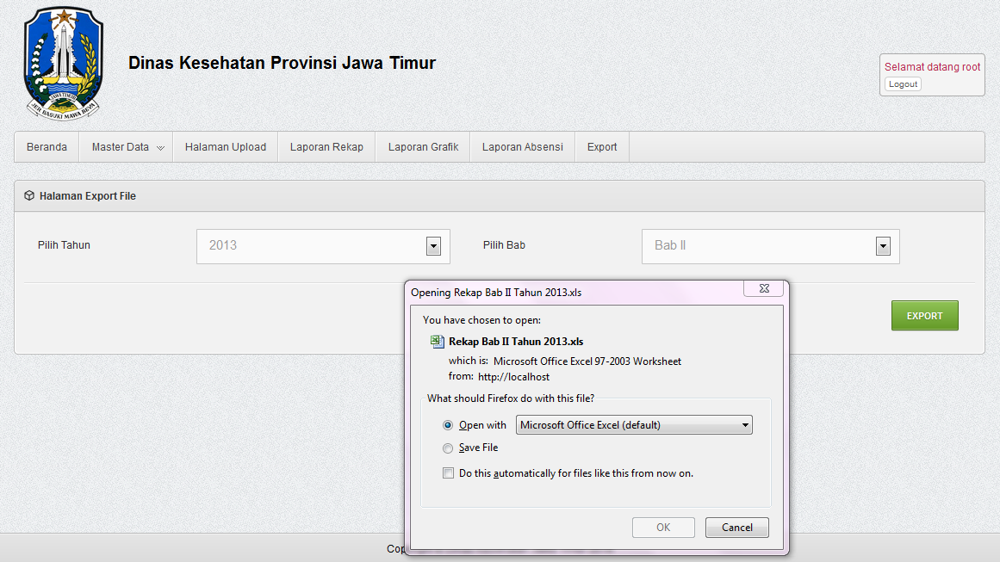 JAWA TIMUR
JER BASUKI MAWA BEYA
Dinas Kesehatan Provinsi Jawa Timur
Selamat datang root
Logout
Beranda
Master Data
Halaman Upload
Laporan Rekap
Laporan Grafik
Laporan Absensi
Export
Halaman Export File
Pilih Tahun
2013
Pilih Bab
Bab II
EXPORT
Opening Rekap Bab II Tahun 2013.xls
You have chosen to open:
Rekap Bab II Tahun 2013.xls
which is: Microsoft Office Excel 97-2003 Worksheet
from: http://localhost
What should Firefox do with this file?
Open with
Microsoft Office Excel (default)
Save File
Do this automatically for files like this from now on.
OK
Cancel